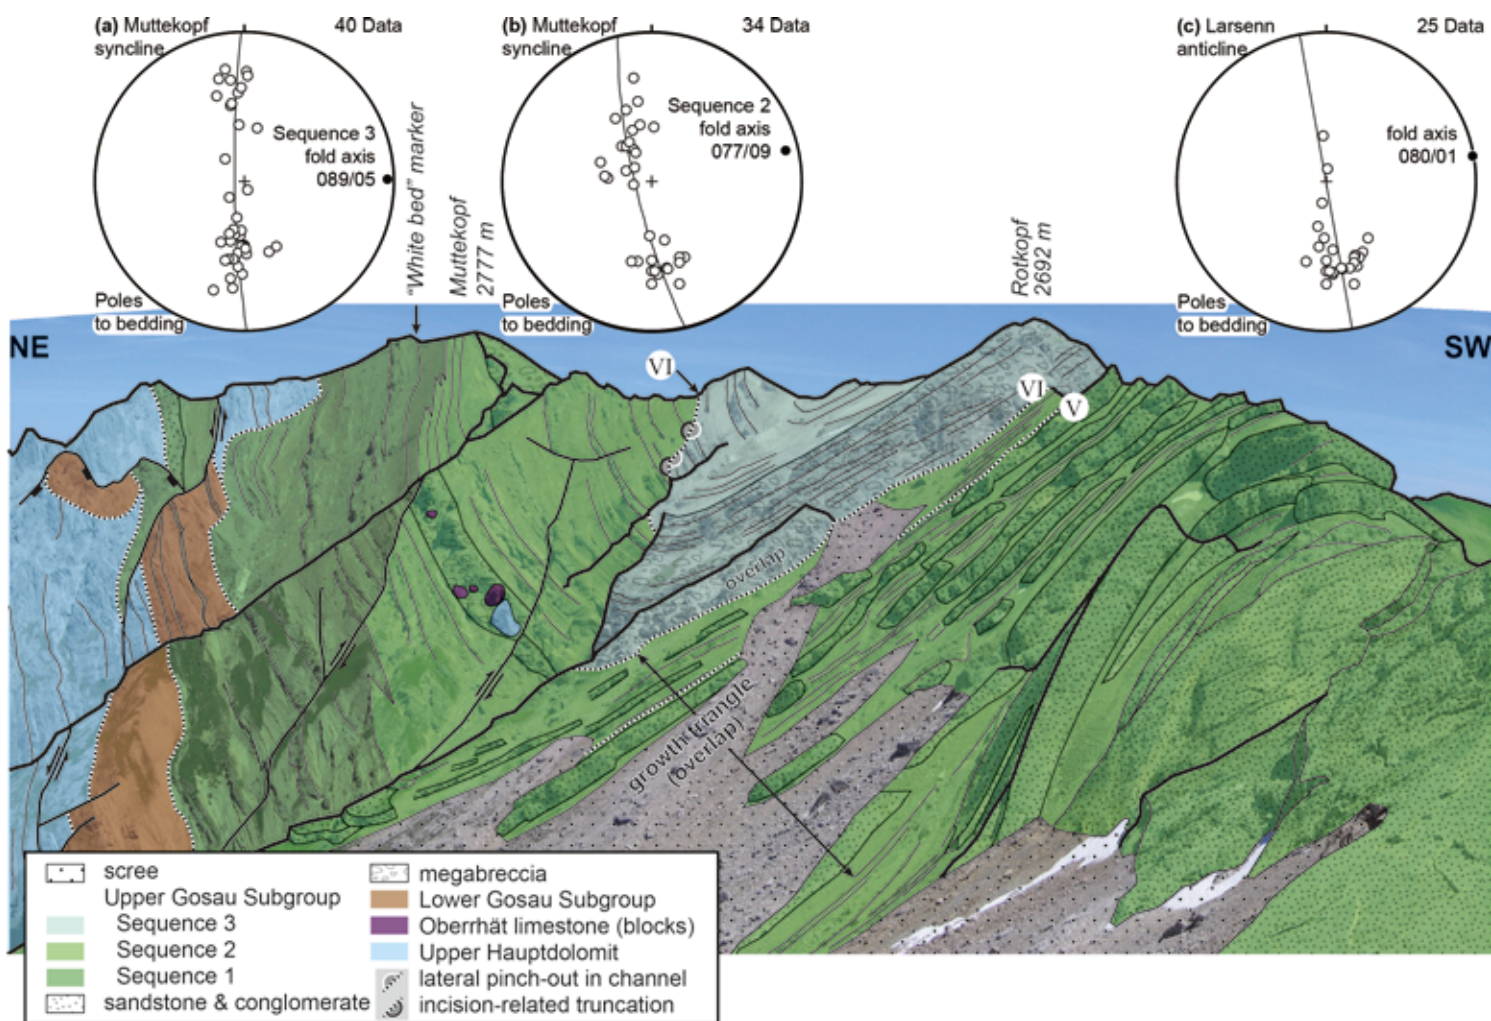 (a) Muttekopf
syncline
40 Data
Sequence 3
fold axis
089/05
Poles
to bedding
"White bed" marker
Muttekopf
2777 m
(b) Muttekopf
syncline
34 Data
Sequence 2
fold axis
077/09
Poles
to bedding
Rotkopf
2692 m
(c) Larsenn
anticline
25 Data
fold axis
080/01
Poles
to bedding
NE
SW
VI
VI
V
overlap
growth triangle
(overlap)
scree
Upper Gosau Subgroup
Sequence 3
Sequence 2
Sequence 1
sandstone & conglomerate
megabreccia
Lower Gosau Subgroup
Oberrhät limestone (blocks)
Upper Hauptdolomit
lateral pinch-out in channel
incision-related truncation